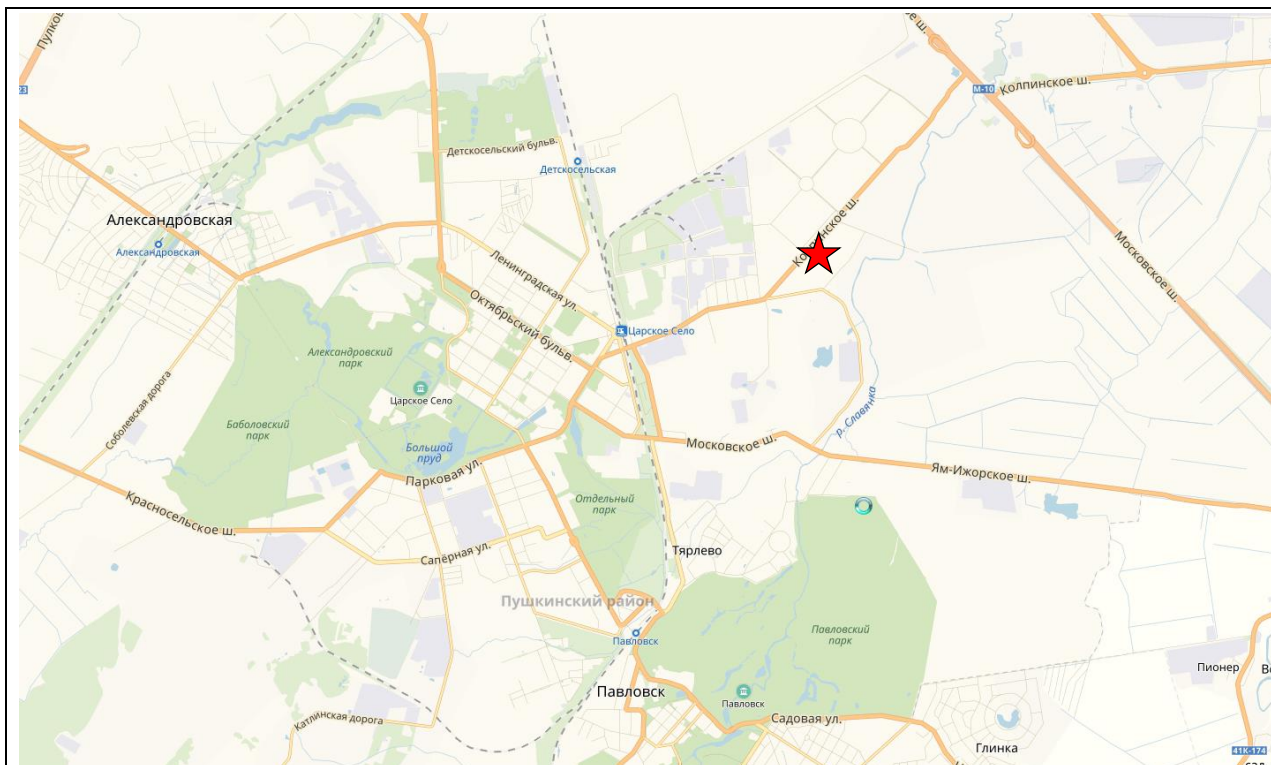 Пулков
23
е ш.
Колпинское ш.
М-10
Детскосельский бульв.
Детскосельская
Александровская
Александровская
Ленинградская ул.
Октябрьский бульв.
Московское ш.
Царское Село
Александровский
парк
Царское Село
Соболевская дорога
Баболовский
парк
Большой
пруд
Парковая ул.
р. Славянка
Московское ш.
Ям-Ижорское ш.
Красносельское ш.
Отдельный
парк
Сапёрная ул.
Тярлево
Пушкинский район
Павловск
Павловский
парк
Пионер
Павловск
Павловск
Садовая ул.
Катлинская дорога
Глинка
41К-174